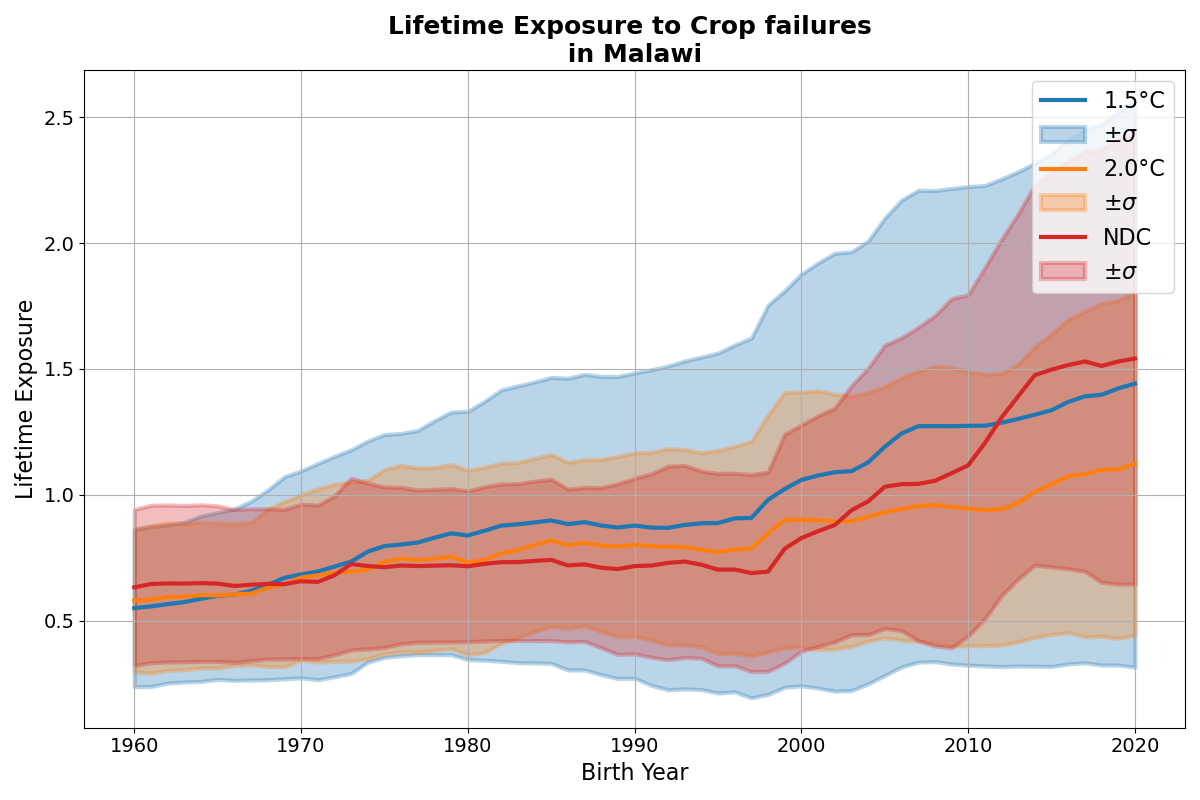 Lifetime Exposure to Crop failures
in Malawi
Lifetime Exposure
2.5
2.0
1.5
1.0
0.5
1960 1970 1980 1990 2000 2010 2020
Birth Year
1.5°C
±σ
2.0°C
±σ
NDC
±σ